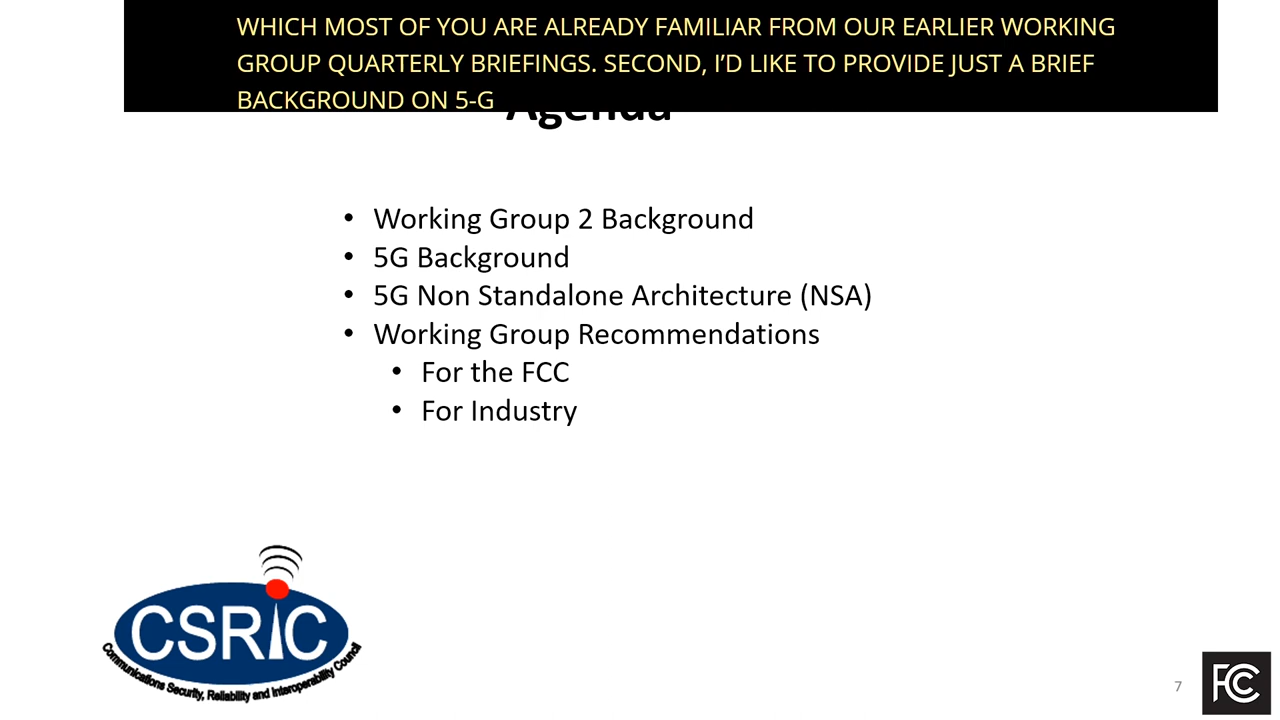 WHICH MOST OF YOU ARE ALREADY FAMILIAR FROM OUR EARLIER WORKING
GROUP QUARTERLY BRIEFINGS. SECOND, I'D LIKE TO PROVIDE JUST A BRIEF
BACKGROUND ON 5-G
Agenda
• Working Group 2 Background
• 5G Background
• 5G Non Standalone Architecture (NSA)
• Working Group Recommendations
• For the FCC
• For Industry
CSRIC
Communications Security, Reliability and Interoperability Council
7
FCC